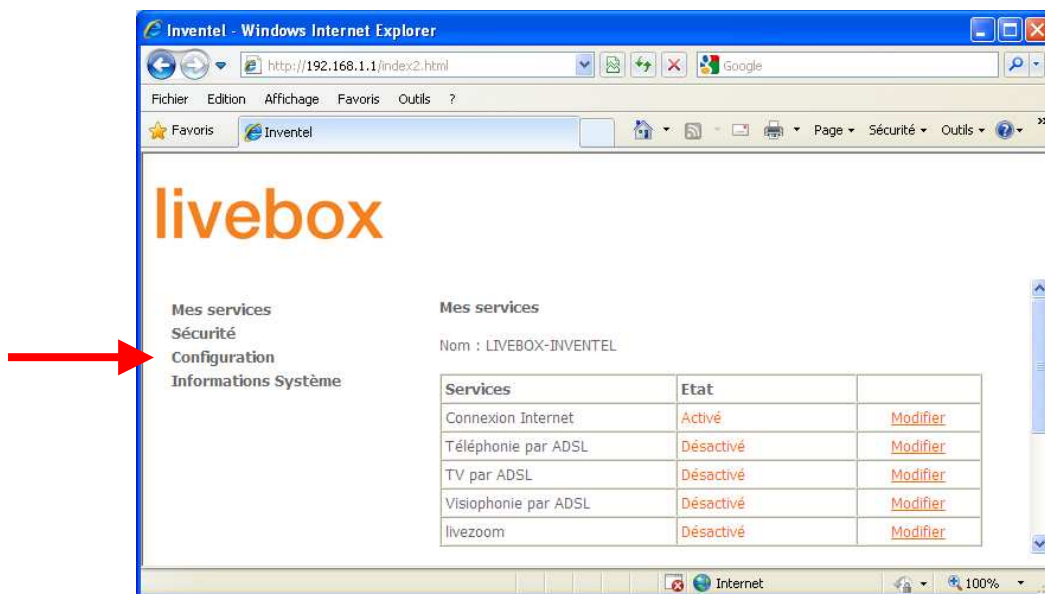 Inventel - Windows Internet Explorer
http://192.168.1.1/index2.html
Google
Fichier Edition Affichage Favoris Outils ?
Favoris Inventel Page Sécurité Outils
livebox
Mes services
Sécurité
Configuration
Informations Système
Mes services
Nom : LIVEBOX-INVENTEL
Services Etat
Connexion Internet Activé Modifier
Téléphonie par ADSL Désactivé Modifier
TV par ADSL Désactivé Modifier
Visiophonie par ADSL Désactivé Modifier
livezoom Désactivé Modifier
Internet 100%